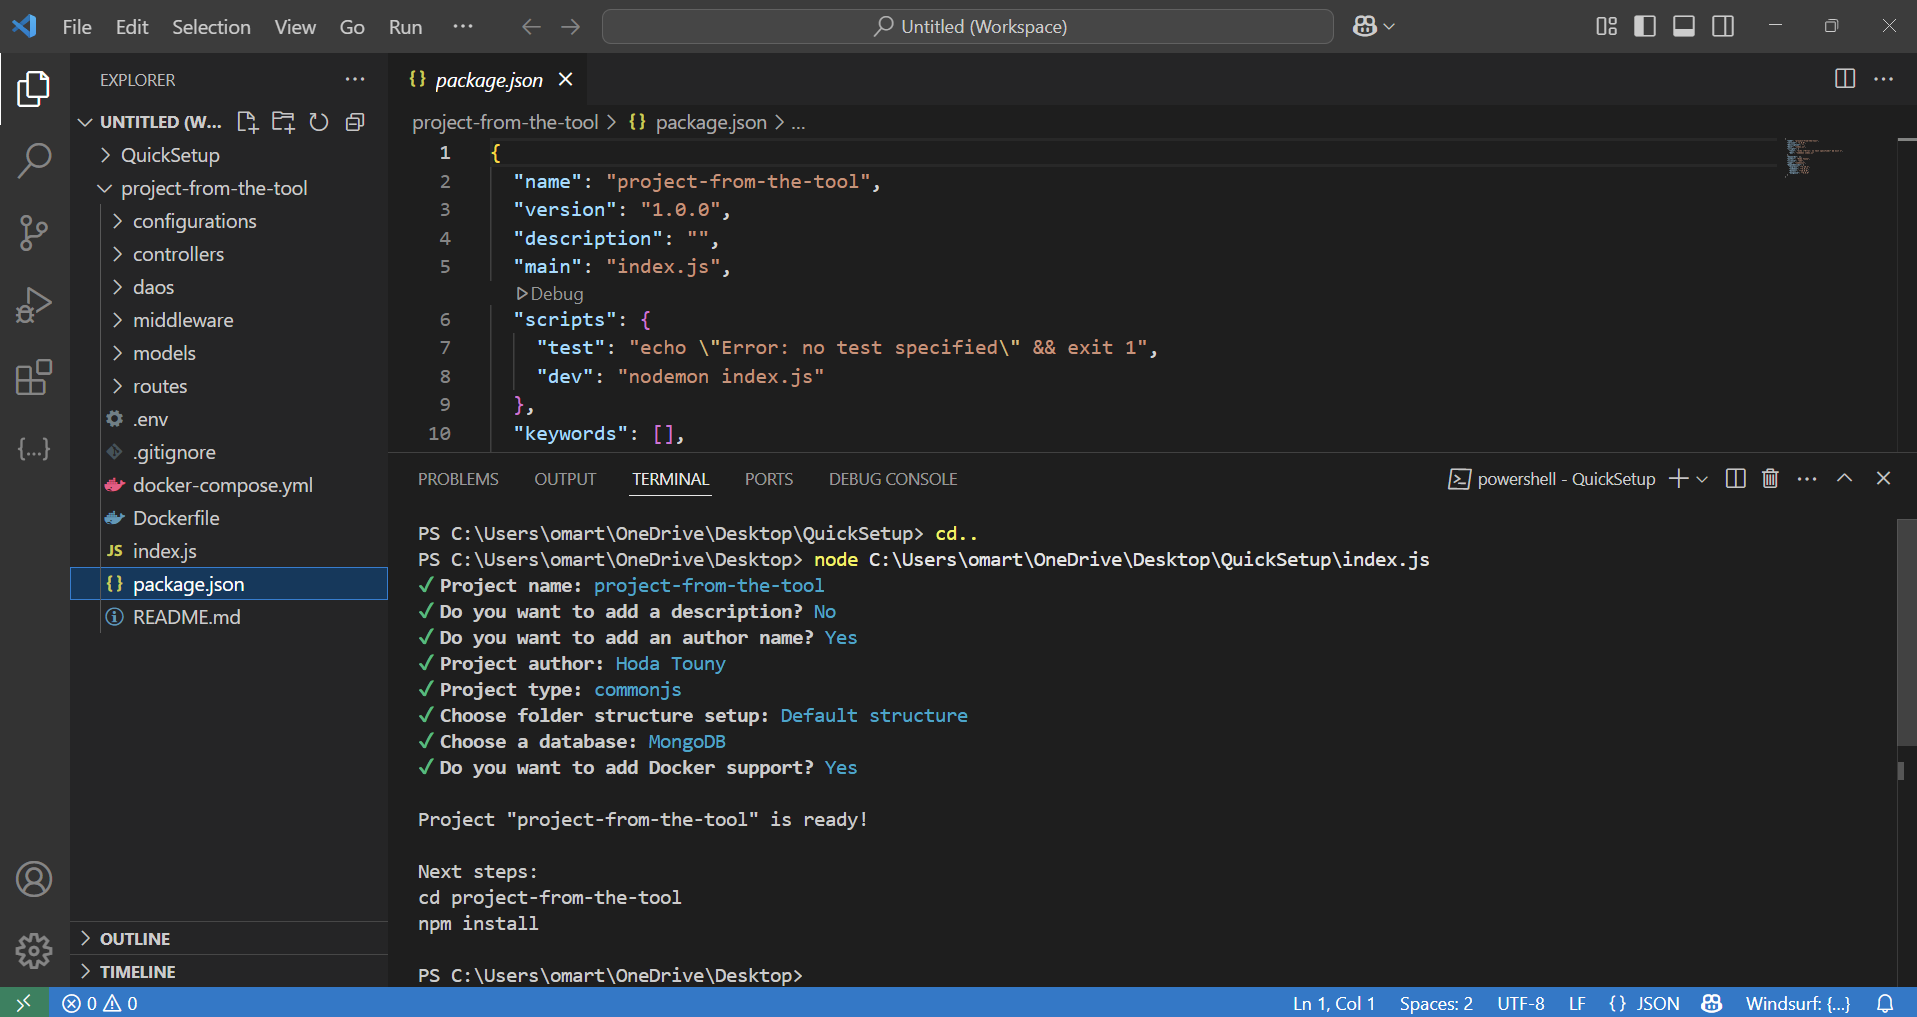 File Edit Selection View Go Run ···
Untitled (Workspace)
EXPLORER
UNTITLED (W...
QuickSetup
project-from-the-tool
configurations
controllers
daos
middleware
models
routes
.env
.gitignore
docker-compose.yml
Dockerfile
JS index.js
{} package.json
README.md
OUTLINE
TIMELINE
{} package.json
project-from-the-tool > {} package.json > ...
1 {
2 "name": "project-from-the-tool",
3 "version": "1.0.0",
4 "description": "",
5 "main": "index.js",
Debug
6 "scripts": {
7 "test": "echo \"Error: no test specified\" && exit 1",
8 "dev": "nodemon index.js"
9 },
10 "keywords": [],
PROBLEMS OUTPUT TERMINAL PORTS DEBUG CONSOLE
powershell - QuickSetup
PS C:\Users\omart\OneDrive\Desktop\QuickSetup> cd..
PS C:\Users\omart\OneDrive\Desktop> node C:\Users\omart\OneDrive\Desktop\QuickSetup\index.js
✓ Project name: project-from-the-tool
✓ Do you want to add a description? No
✓ Do you want to add an author name? Yes
✓ Project author: Hoda Touny
✓ Project type: commonjs
✓ Choose folder structure setup: Default structure
✓ Choose a database: MongoDB
✓ Do you want to add Docker support? Yes
Project "project-from-the-tool" is ready!
Next steps:
cd project-from-the-tool
npm install
PS C:\Users\omart\OneDrive\Desktop>
0 0 Ln 1, Col 1 Spaces: 2 UTF-8 LF {} JSON Windsurf: {...}